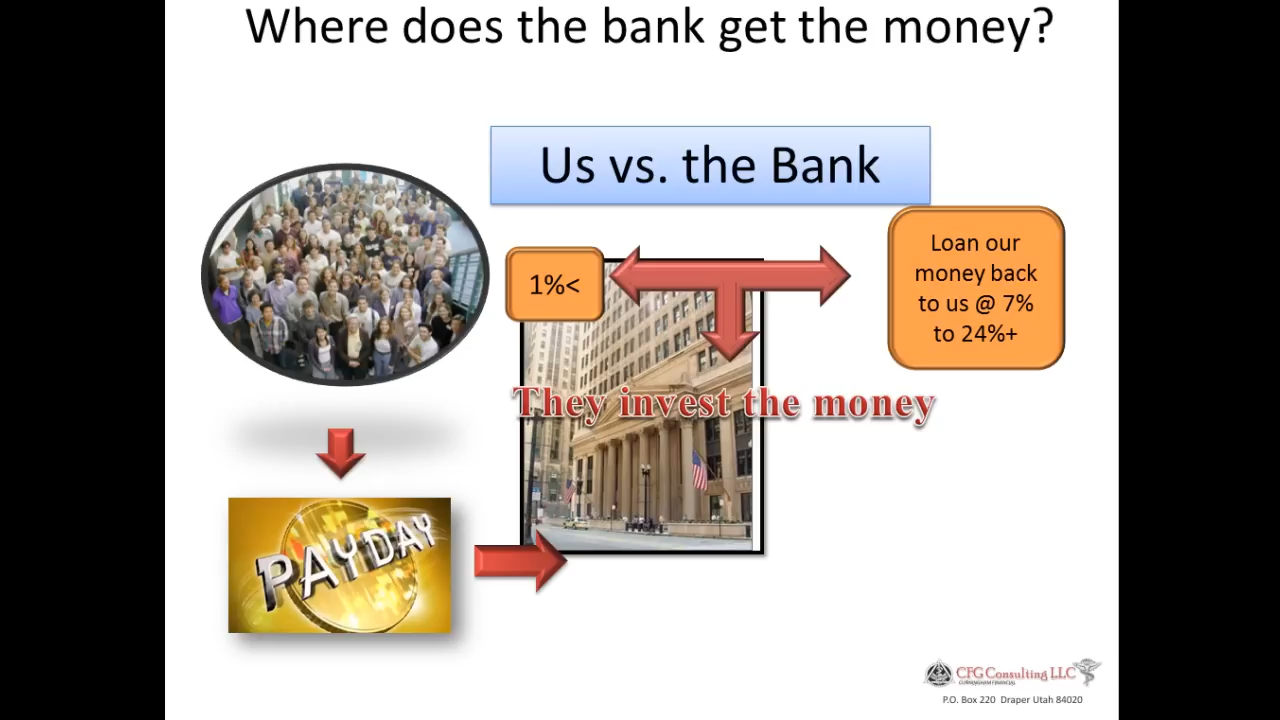 Where does the bank get the money?
Us vs. the Bank
1%<
Loan our
money back
to us @ 7%
to 24%+
They invest the money
PAYDAY
CFG Consulting LLC
P.O. Box 220 Draper Utah 84020